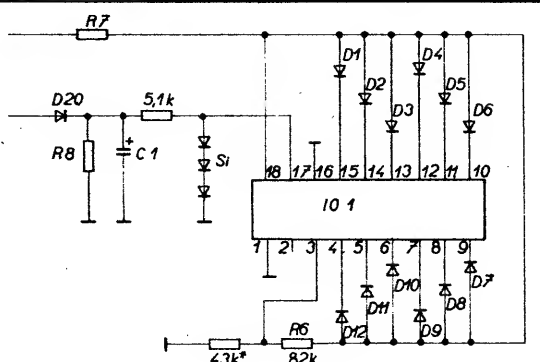 R7
D1 D4
D2 D5
D3 D6
D20 5,1k
R8 + C1 Si
18 17 16 15 14 13 12 11 10
IO 1
1 2 3 4 5 6 7 8 9
D10 D7
D11 D8
D12 D9
R6
43k* 82k